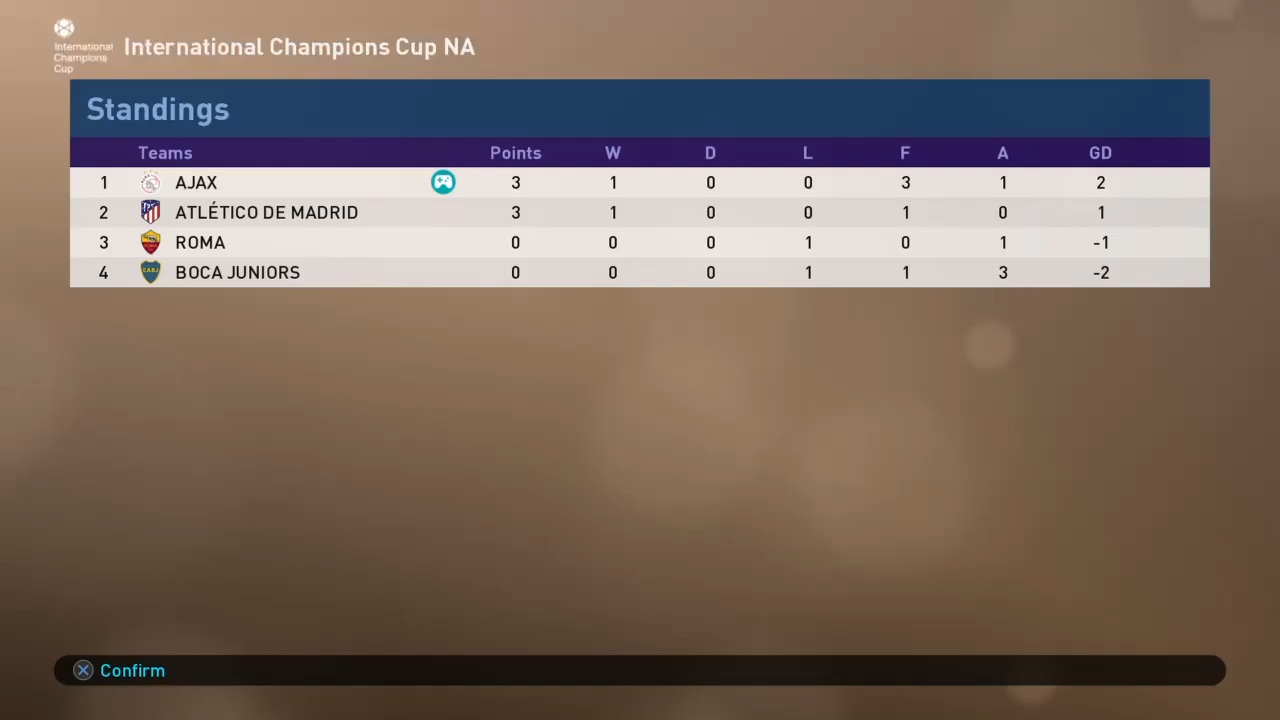 International
Champions
Cup
International Champions Cup NA
Standings
Teams Points W D L F A GD
1 AJAX 3 1 0 0 3 1 2
2 ATLÉTICO DE MADRID 3 1 0 0 1 0 1
3 ROMA 0 0 0 1 0 1 -1
4 BOCA JUNIORS 0 0 0 1 1 3 -2
Confirm